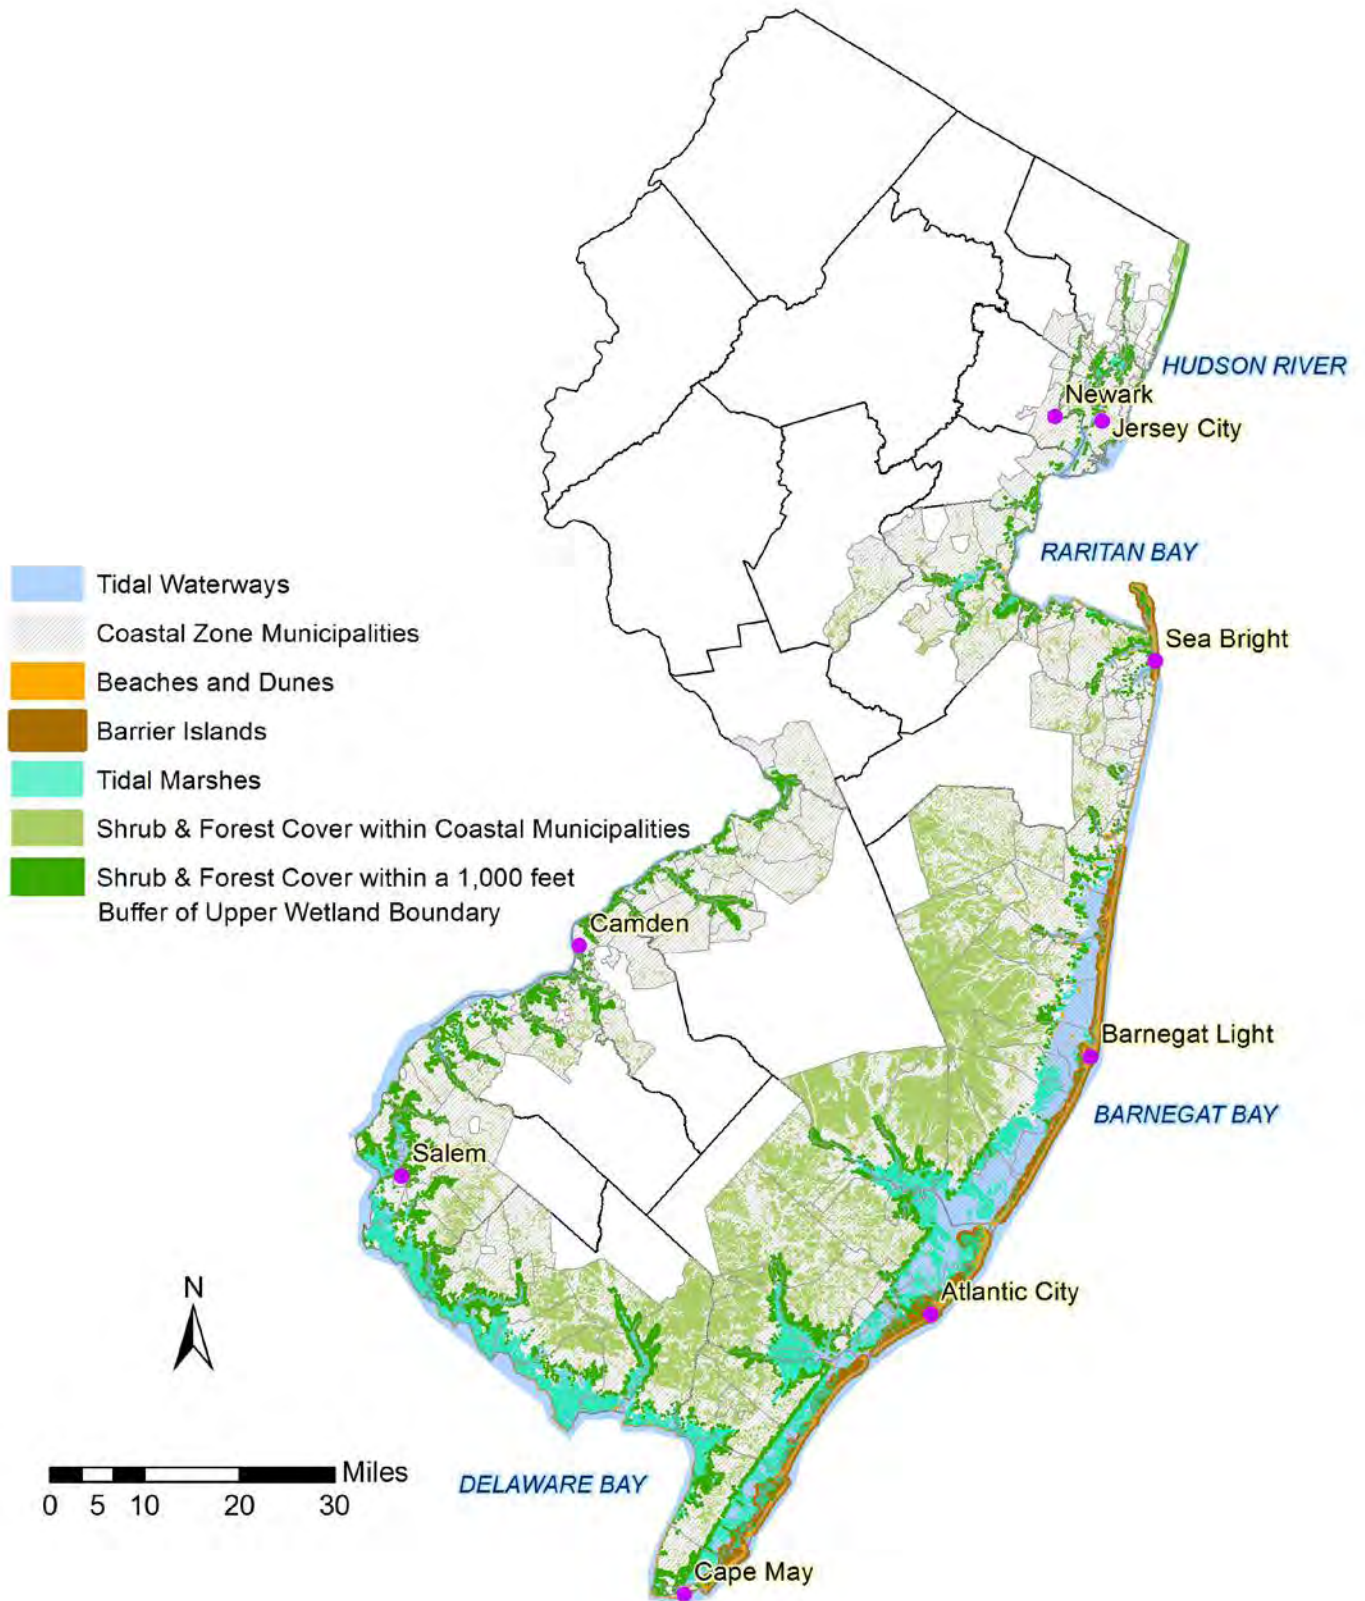 HUDSON RIVER
Newark
Jersey City
RARITAN BAY
Tidal Waterways
Coastal Zone Municipalities
Sea Bright
Beaches and Dunes
Barrier Islands
Tidal Marshes
Shrub & Forest Cover within Coastal Municipalities
Shrub & Forest Cover within a 1,000 feet
Buffer of Upper Wetland Boundary
Camden
Barnegat Light
BARNEGAT BAY
Salem
N
Atlantic City
Miles
0 5 10 20 30
DELAWARE BAY
Cape May